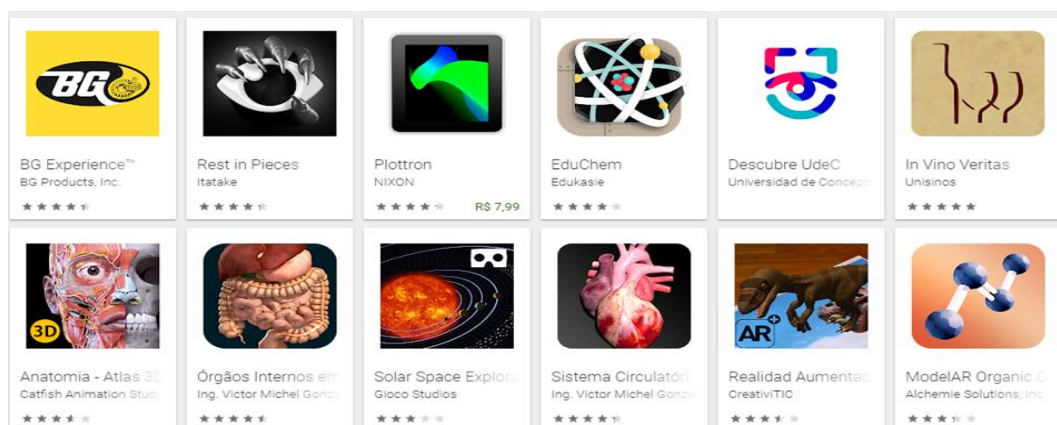 BG
BG Experience™
BG Products, Inc.
Rest in Pieces
Itatake
Plottron
NIXON
R$ 7,99
EduChem
Edukasie
Descubre UdeC
Universidad de Concepc
In Vino Veritas
Unisinos
3D
Anatomia - Atlas 3D
Catfish Animation Stud
Órgãos Internos em
Ing. Victor Michel Gonz
Solar Space Explora
Gioco Studios
Sistema Circulatóri
Ing. Victor Michel Gonz
AR+
Realidad Aumentad
CreativiTIC
ModelAR Organic C
Alchemie Solutions, Inc